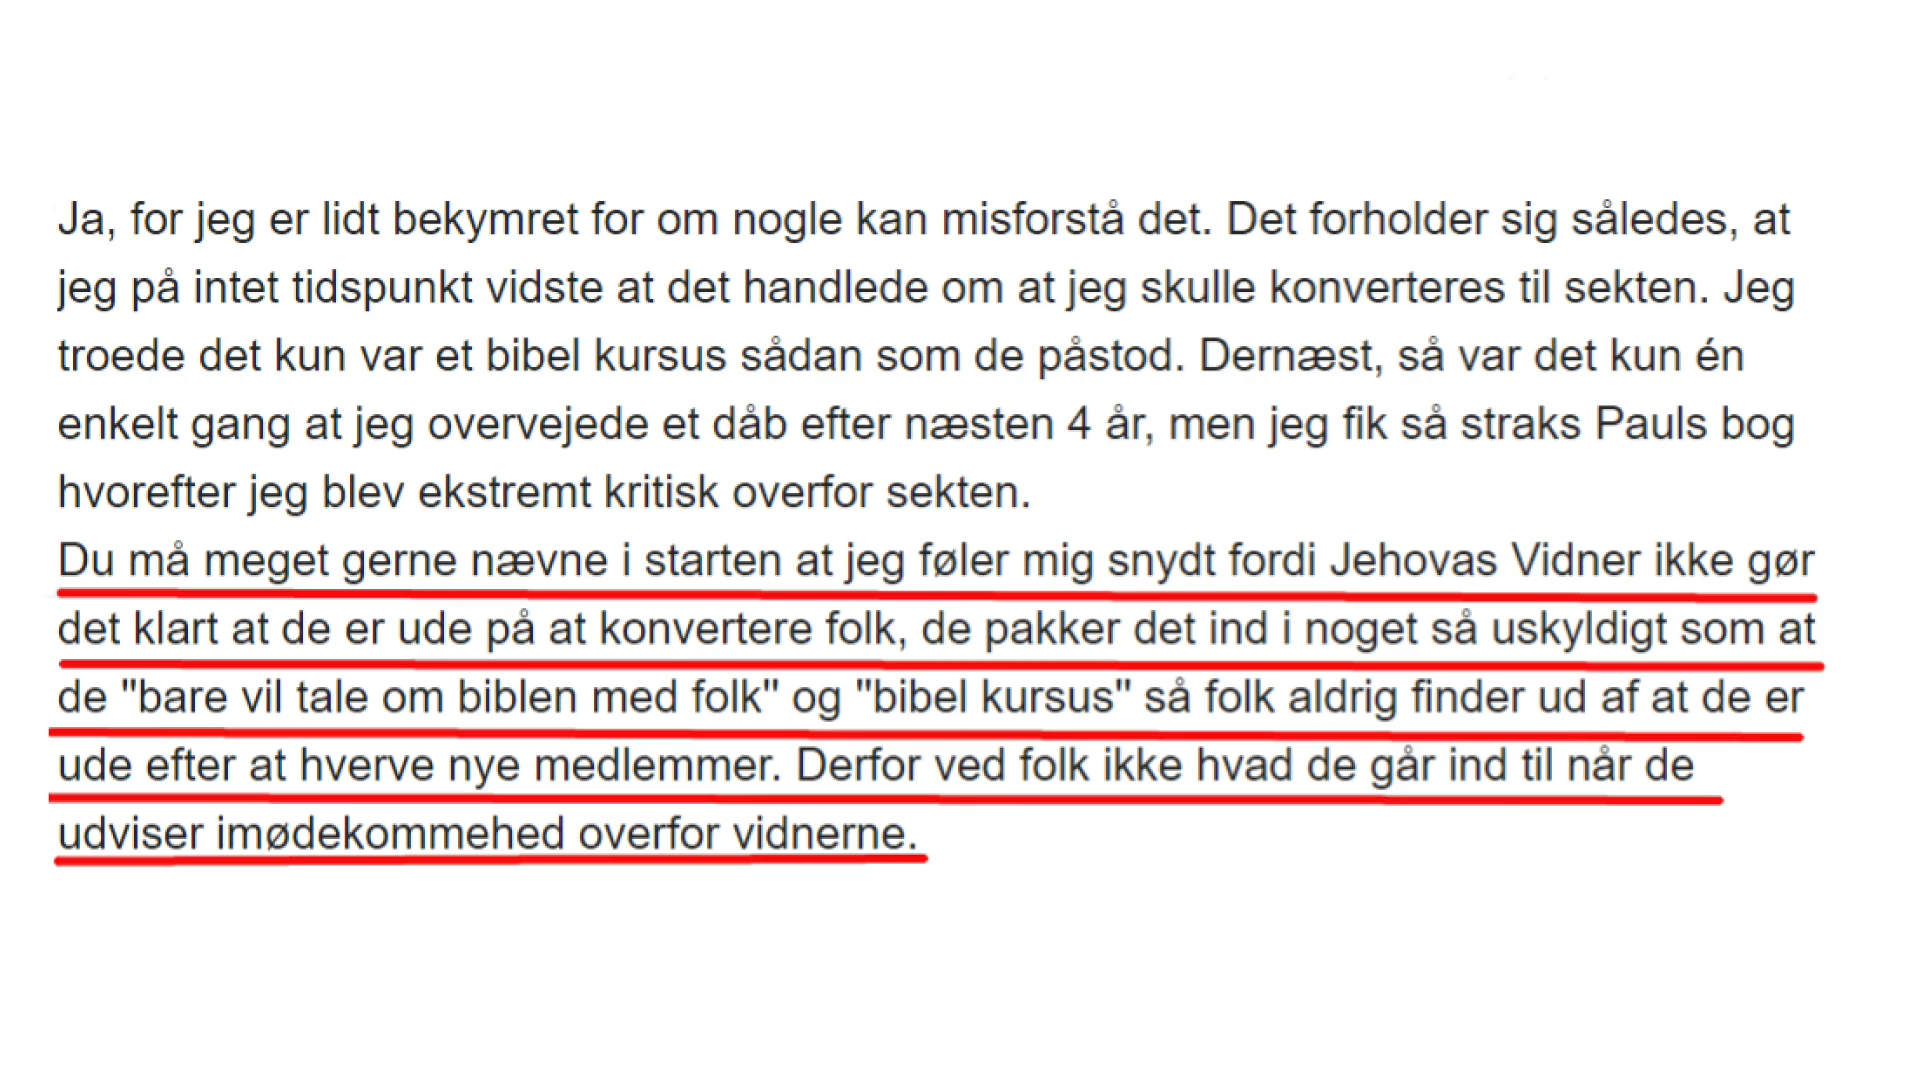 Ja, for jeg er lidt bekymret for om nogle kan misforstå det. Det forholder sig således, at
jeg på intet tidspunkt vidste at det handlede om at jeg skulle konverteres til sekten. Jeg
troede det kun var et bibel kursus sådan som de påstod. Dernæst, så var det kun én
enkelt gang at jeg overvejede et dåb efter næsten 4 år, men jeg fik så straks Pauls bog
hvorefter jeg blev ekstremt kritisk overfor sekten.
Du må meget gerne nævne i starten at jeg føler mig snydt fordi Jehovas Vidner ikke gør
det klart at de er ude på at konvertere folk, de pakker det ind i noget så uskyldigt som at
de "bare vil tale om biblen med folk" og "bibel kursus" så folk aldrig finder ud af at de er
ude efter at hverve nye medlemmer. Derfor ved folk ikke hvad de går ind til når de
udviser imødekommehed overfor vidnerne.